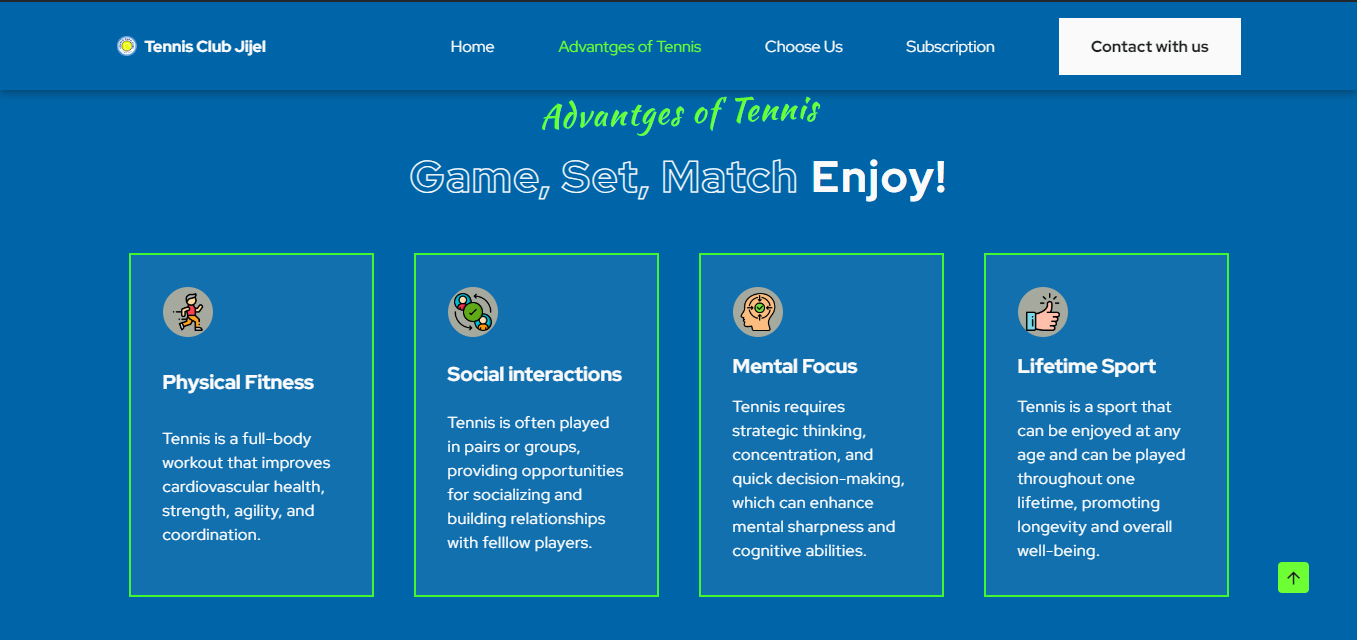 Tennis Club Jijel
Home
Advantges of Tennis
Choose Us
Subscription
Contact with us
Advantges of Tennis
Game, Set, Match Enjoy!
Physical Fitness
Tennis is a full-body
workout that improves
cardiovascular health,
strength, agility, and
coordination.
Social interactions
Tennis is often played
in pairs or groups,
providing opportunities
for socializing and
building relationships
with felllow players.
Mental Focus
Tennis requires
strategic thinking,
concentration, and
quick decision-making,
which can enhance
mental sharpness and
cognitive abilities.
Lifetime Sport
Tennis is a sport that
can be enjoyed at any
age and can be played
throughout one
lifetime, promoting
longevity and overall
well-being.